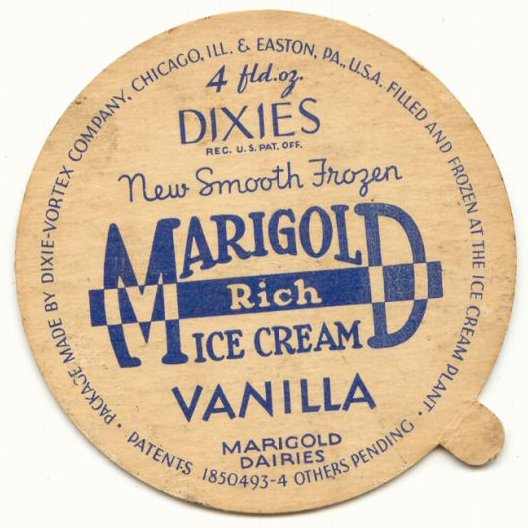 · PACKAGE MADE BY DIXIE-VORTEX COMPANY, CHICAGO, ILL. & EASTON, PA., U.S.A. FILLED AND FROZEN AT THE ICE CREAM PLANT ·
4 fld.oz.
DIXIES
REG. U.S. PAT. OFF.
New Smooth Frozen
MARIGOLD
Rich
ICE CREAM
VANILLA
MARIGOLD
DAIRIES
PATENTS 1850493-4 OTHERS PENDING